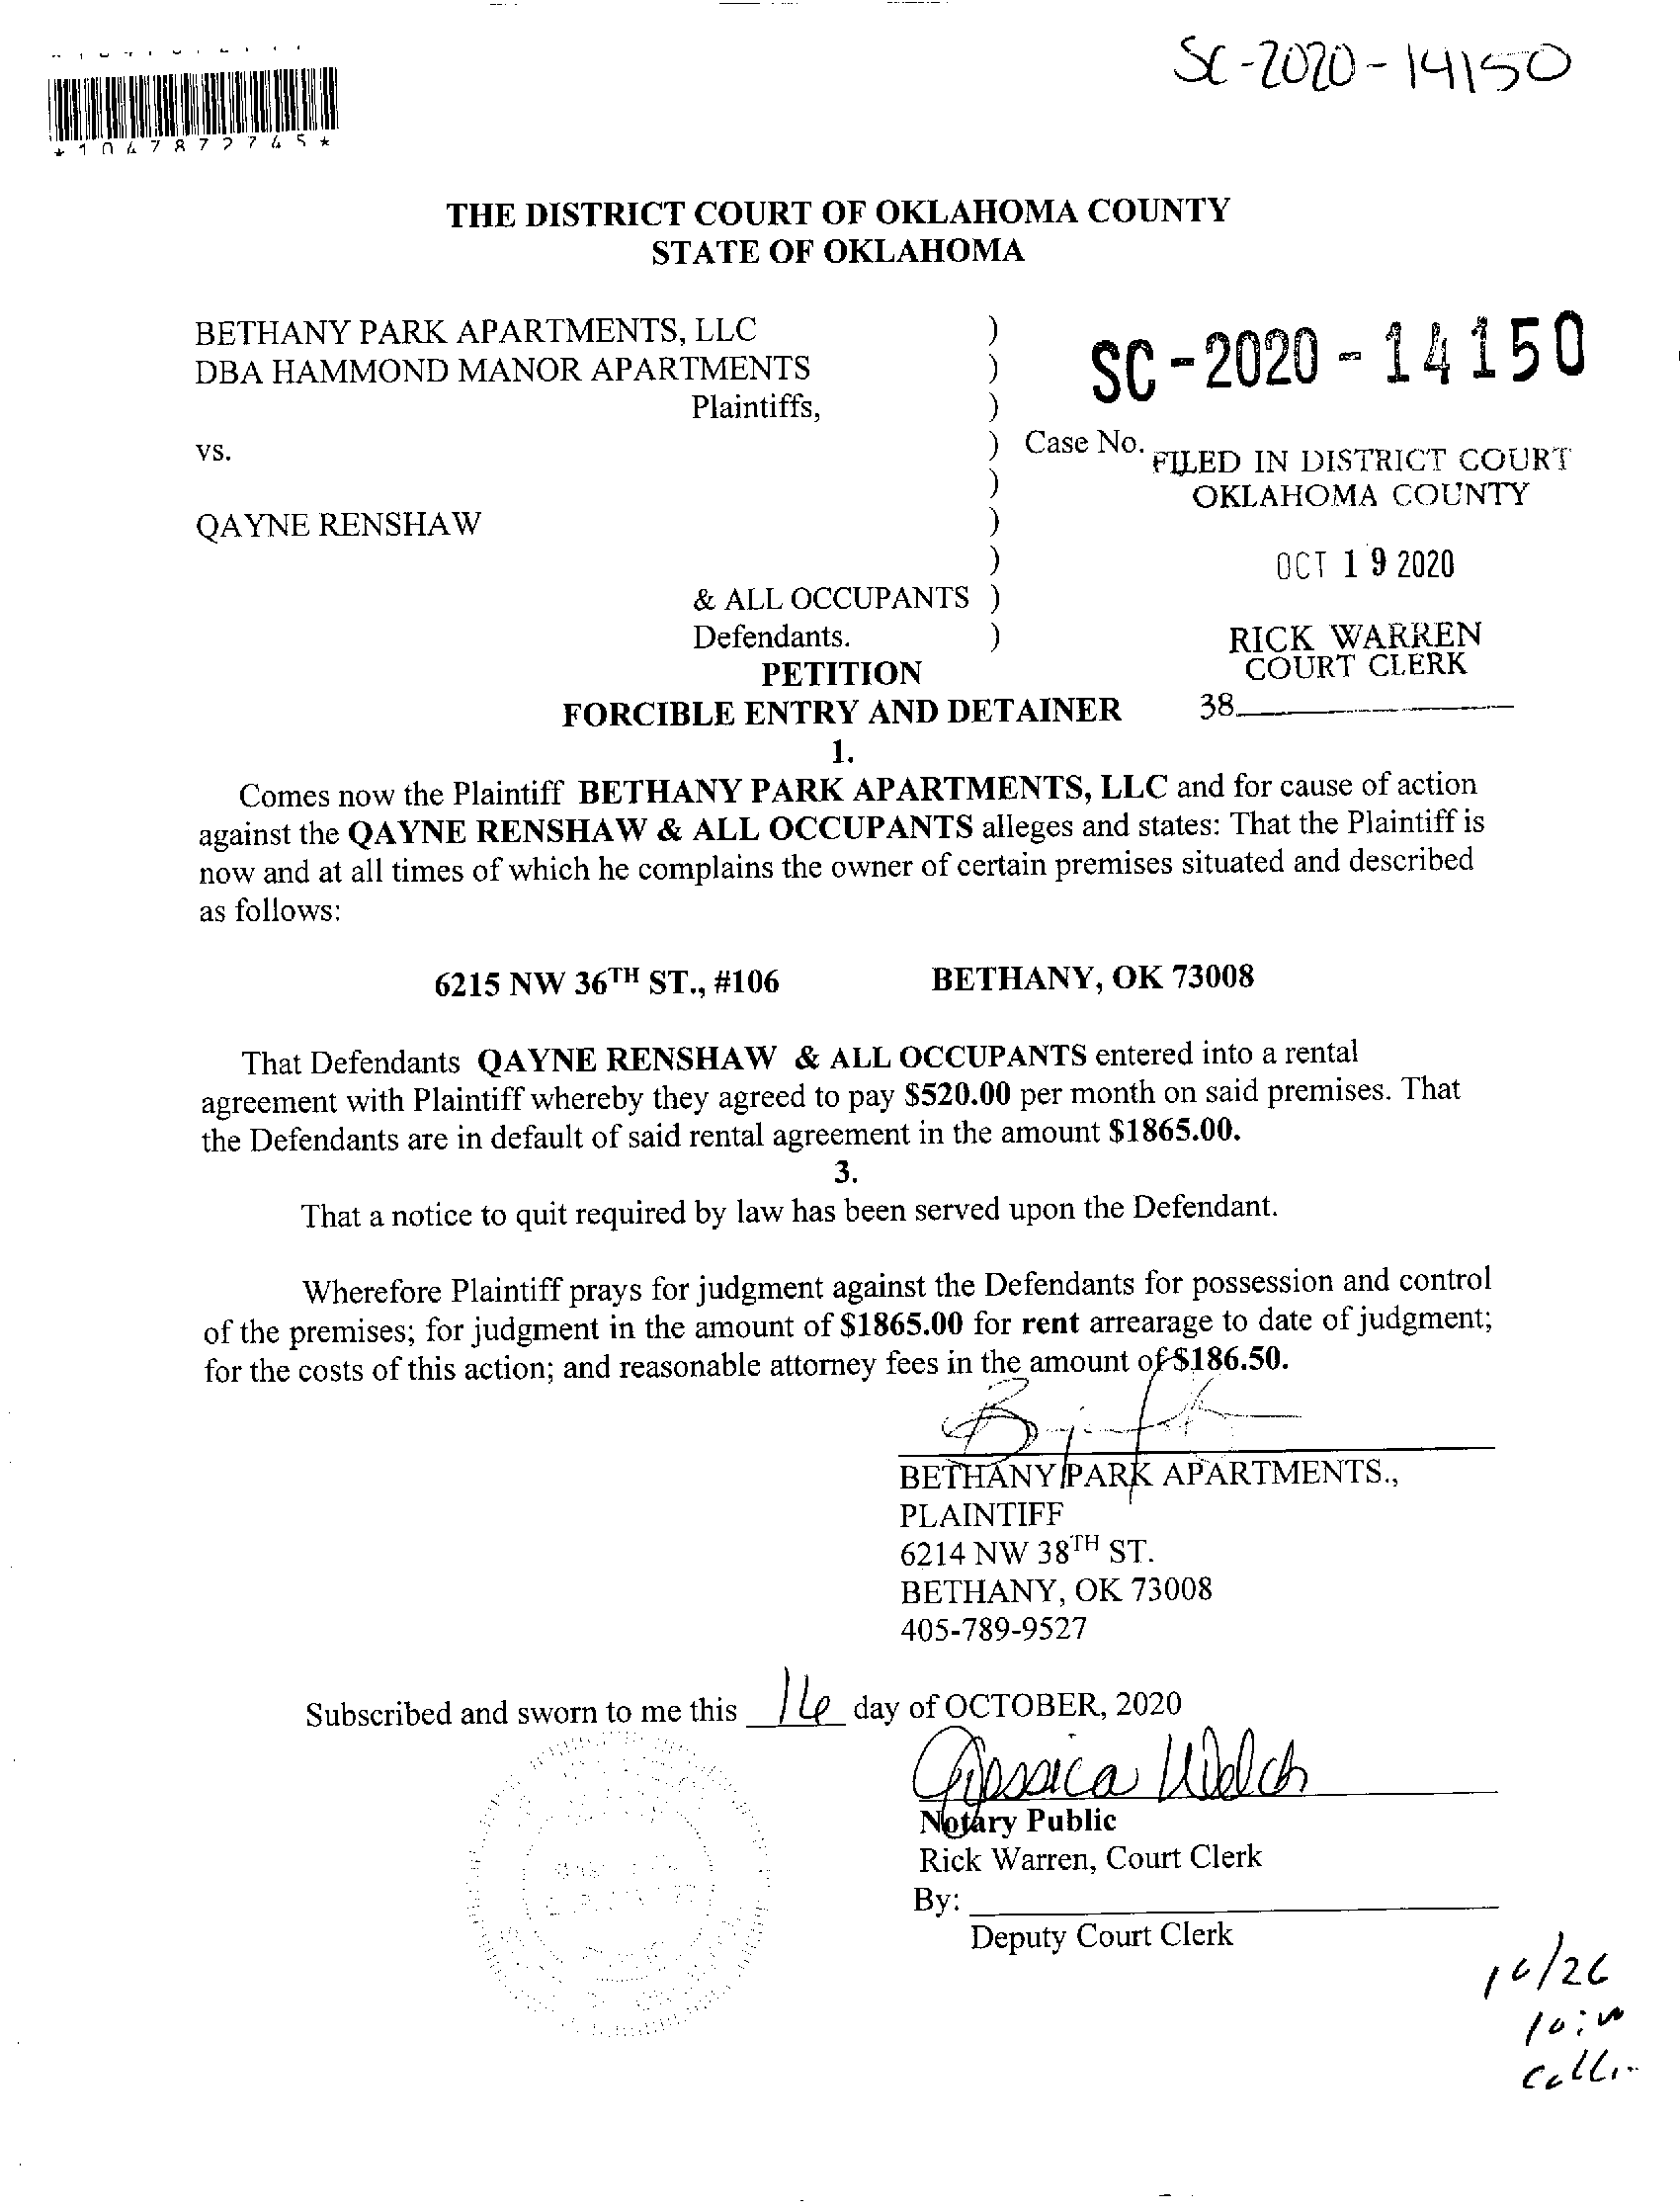 SC-2020-14150
*1047872745*
THE DISTRICT COURT OF OKLAHOMA COUNTY
STATE OF OKLAHOMA
BETHANY PARK APARTMENTS, LLC )
DBA HAMMOND MANOR APARTMENTS )
Plaintiffs, )
SC-2020-14150
vs. ) Case No.
)
FILED IN DISTRICT COURT
OKLAHOMA COUNTY
QAYNE RENSHAW )
)
OCT 19 2020
& ALL OCCUPANTS )
Defendants. )
RICK WARREN
COURT CLERK
38
PETITION
FORCIBLE ENTRY AND DETAINER
1.
Comes now the Plaintiff BETHANY PARK APARTMENTS, LLC and for cause of action
against the QAYNE RENSHAW & ALL OCCUPANTS alleges and states: That the Plaintiff is
now and at all times of which he complains the owner of certain premises situated and described
as follows:
6215 NW 36TH ST., #106 BETHANY, OK 73008
That Defendants QAYNE RENSHAW & ALL OCCUPANTS entered into a rental
agreement with Plaintiff whereby they agreed to pay $520.00 per month on said premises. That
the Defendants are in default of said rental agreement in the amount $1865.00.
3.
That a notice to quit required by law has been served upon the Defendant.
Wherefore Plaintiff prays for judgment against the Defendants for possession and control
of the premises; for judgment in the amount of $1865.00 for rent arrearage to date of judgment;
for the costs of this action; and reasonable attorney fees in the amount of $186.50.
BETHANY PARK APARTMENTS.,
PLAINTIFF
6214 NW 38TH ST.
BETHANY, OK 73008
405-789-9527
Subscribed and sworn to me this 16 day of OCTOBER, 2020
Jessica Welch
Notary Public
Rick Warren, Court Clerk
By:
Deputy Court Clerk
10/26